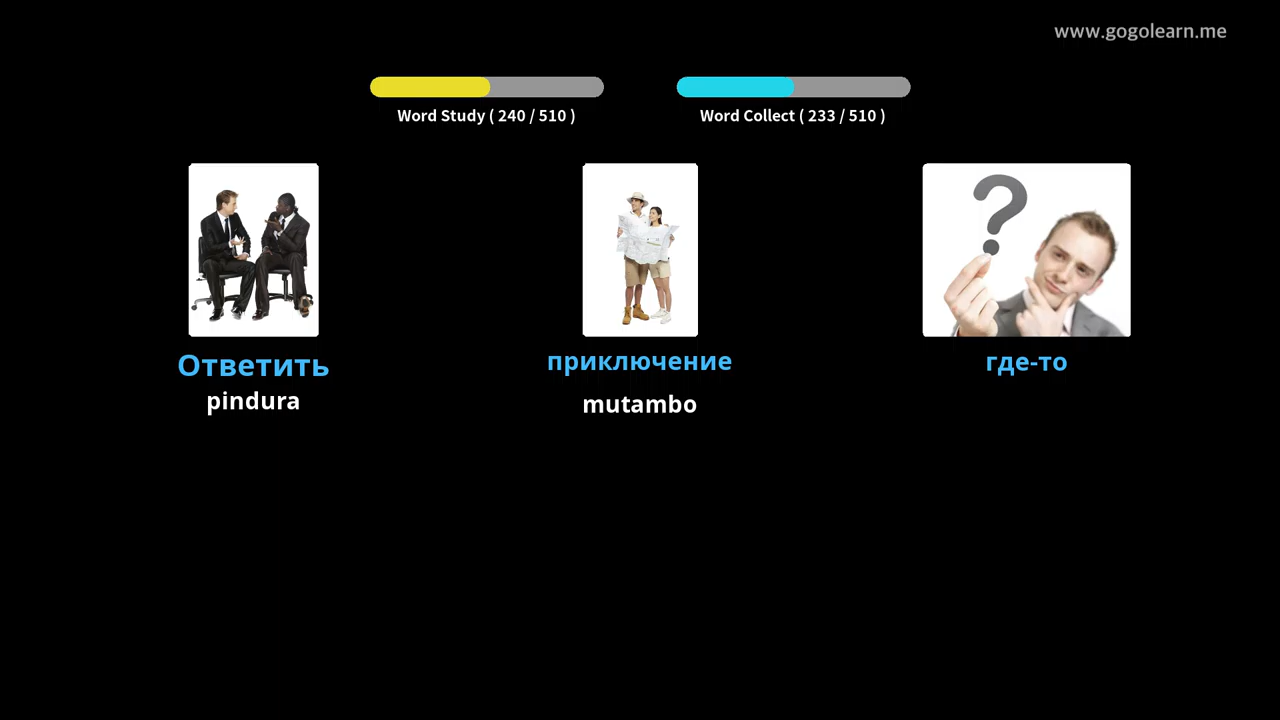 www.gogolearn.me
Word Study ( 240 / 510 )
Word Collect ( 233 / 510 )
Ответить
pindura
приключение
mutambo
где-то